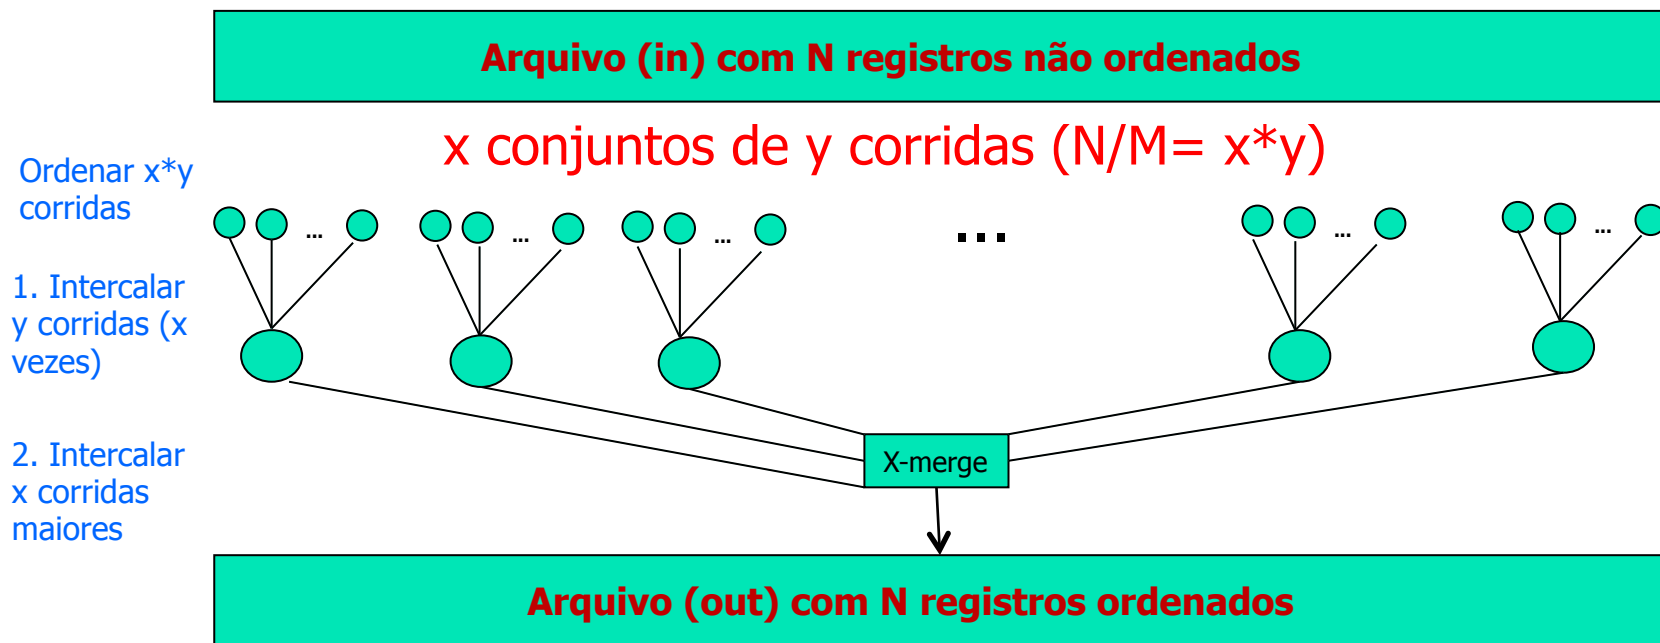 Arquivo (in) com N registros não ordenados
x conjuntos de y corridas (N/M= x*y)
Ordenar x*y
corridas
...
...
...
...
...
...
1. Intercalar
y corridas (x
vezes)
2. Intercalar
x corridas
maiores
X-merge
Arquivo (out) com N registros ordenados